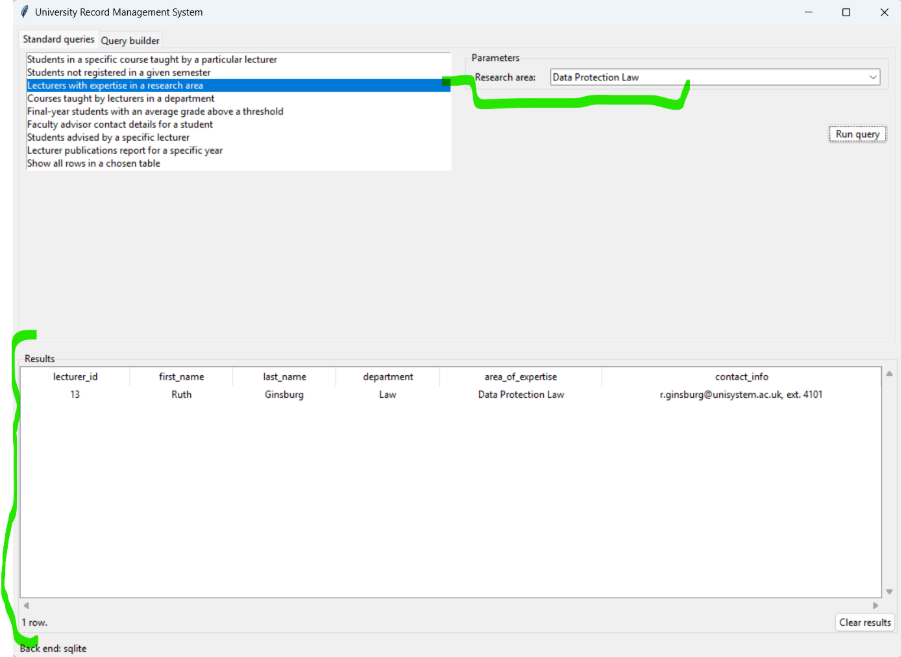 University Record Management System
Standard queries Query builder
Students in a specific course taught by a particular lecturer
Students not registered in a given semester
Lecturers with expertise in a research area
Courses taught by lecturers in a department
Final-year students with an average grade above a threshold
Faculty advisor contact details for a student
Students advised by a specific lecturer
Lecturer publications report for a specific year
Show all rows in a chosen table
Parameters
Research area: Data Protection Law
Run query
Results
lecturer_id first_name last_name department area_of_expertise contact_info
13 Ruth Ginsburg Law Data Protection Law r.ginsburg@unisystem.ac.uk, ext. 4101
1 row.
Clear results
Back end: sqlite